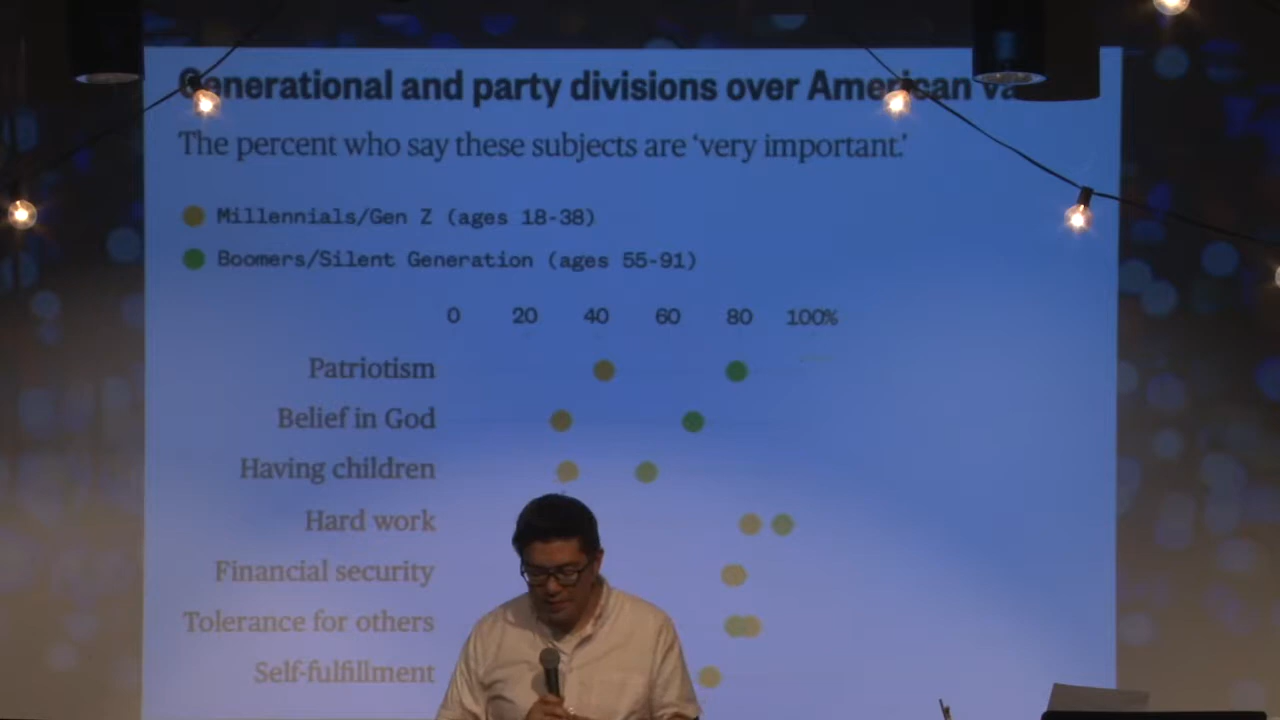 Generational and party divisions over American
The percent who say these subjects are ‘very important.’
Millennials/Gen Z (ages 18-38)
Boomers/Silent Generation (ages 55-91)
0 20 40 60 80 100%
Patriotism
Belief in God
Having children
Hard work
Financial security
Tolerance for others
Self-fulfillment